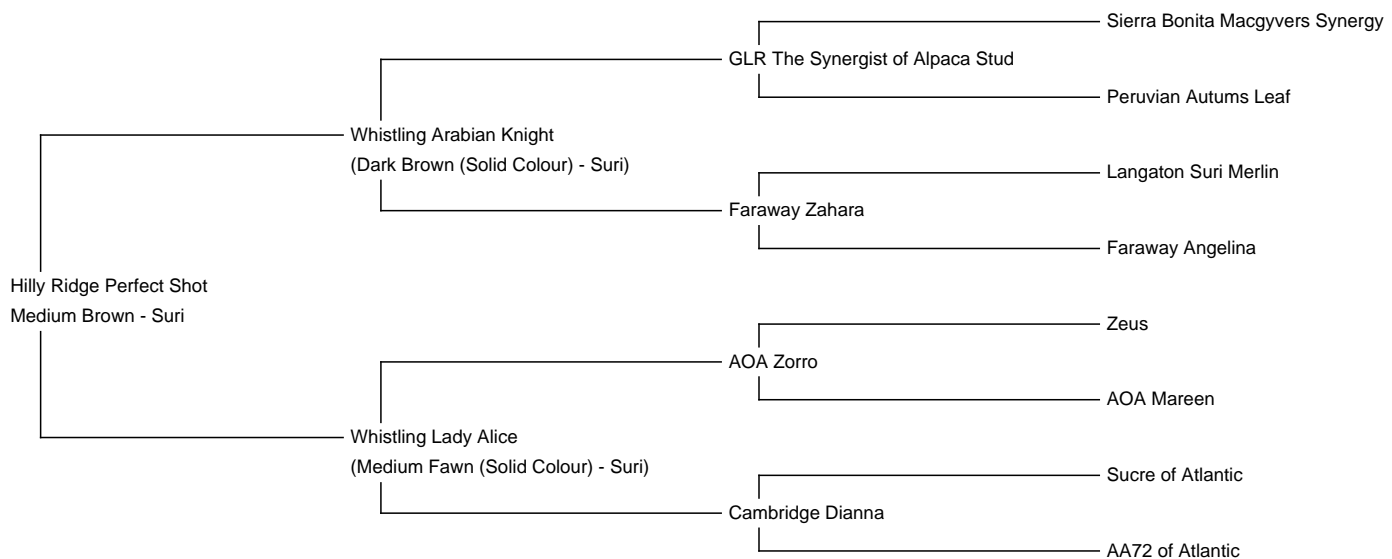 Sierra Bonita Macgyvers Synergy
GLR The Synergist of Alpaca Stud
Peruvian Autums Leaf
Whistling Arabian Knight
(Dark Brown (Solid Colour) - Suri)
Langaton Suri Merlin
Faraway Zahara
Faraway Angelina
Hilly Ridge Perfect Shot
Medium Brown - Suri
Zeus
AOA Zorro
AOA Mareen
Whistling Lady Alice
(Medium Fawn (Solid Colour) - Suri)
Sucre of Atlantic
Cambridge Dianna
AA72 of Atlantic